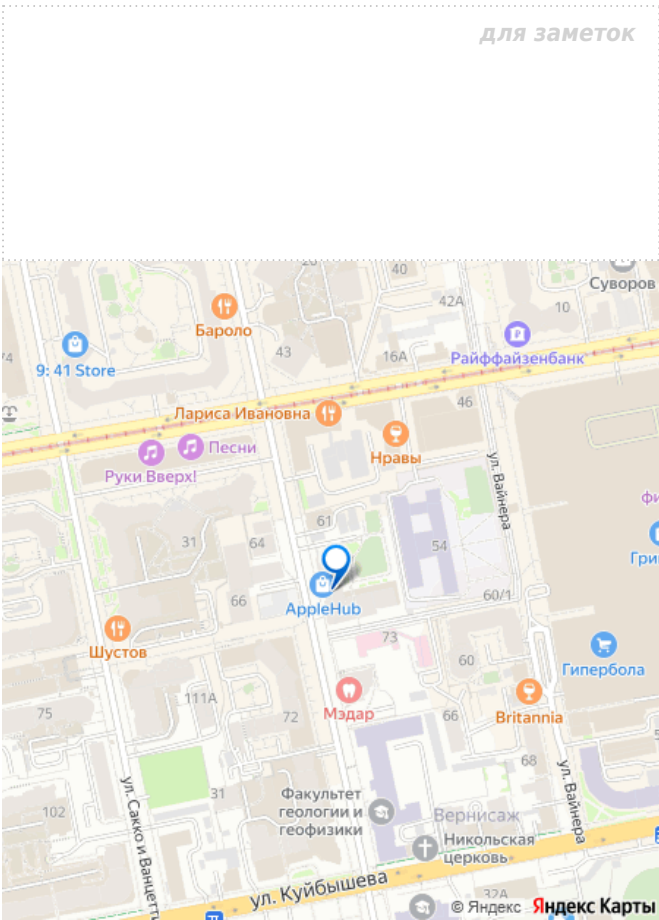 для заметок
40
Суворов
42А
10
Бароло
43
16А
Райффайзенбанк
74
9: 41 Store
46
Лариса Ивановна
Нравы
Песни
Руки Вверх!
ул. Вайнера
61
31
64
54
Грин
66
AppleHub
60/1
Шустов
73
60
Гипербола
111А
Мэдар
75
72
66
Britannia
68
ул. Сакко и Ванцетти
31
ул. Вайнера
102
Факультет
геологии и
геофизики
Вернисаж
Никольская
церковь
ул. Куйбышева
32А
© Яндекс Яндекс Карты